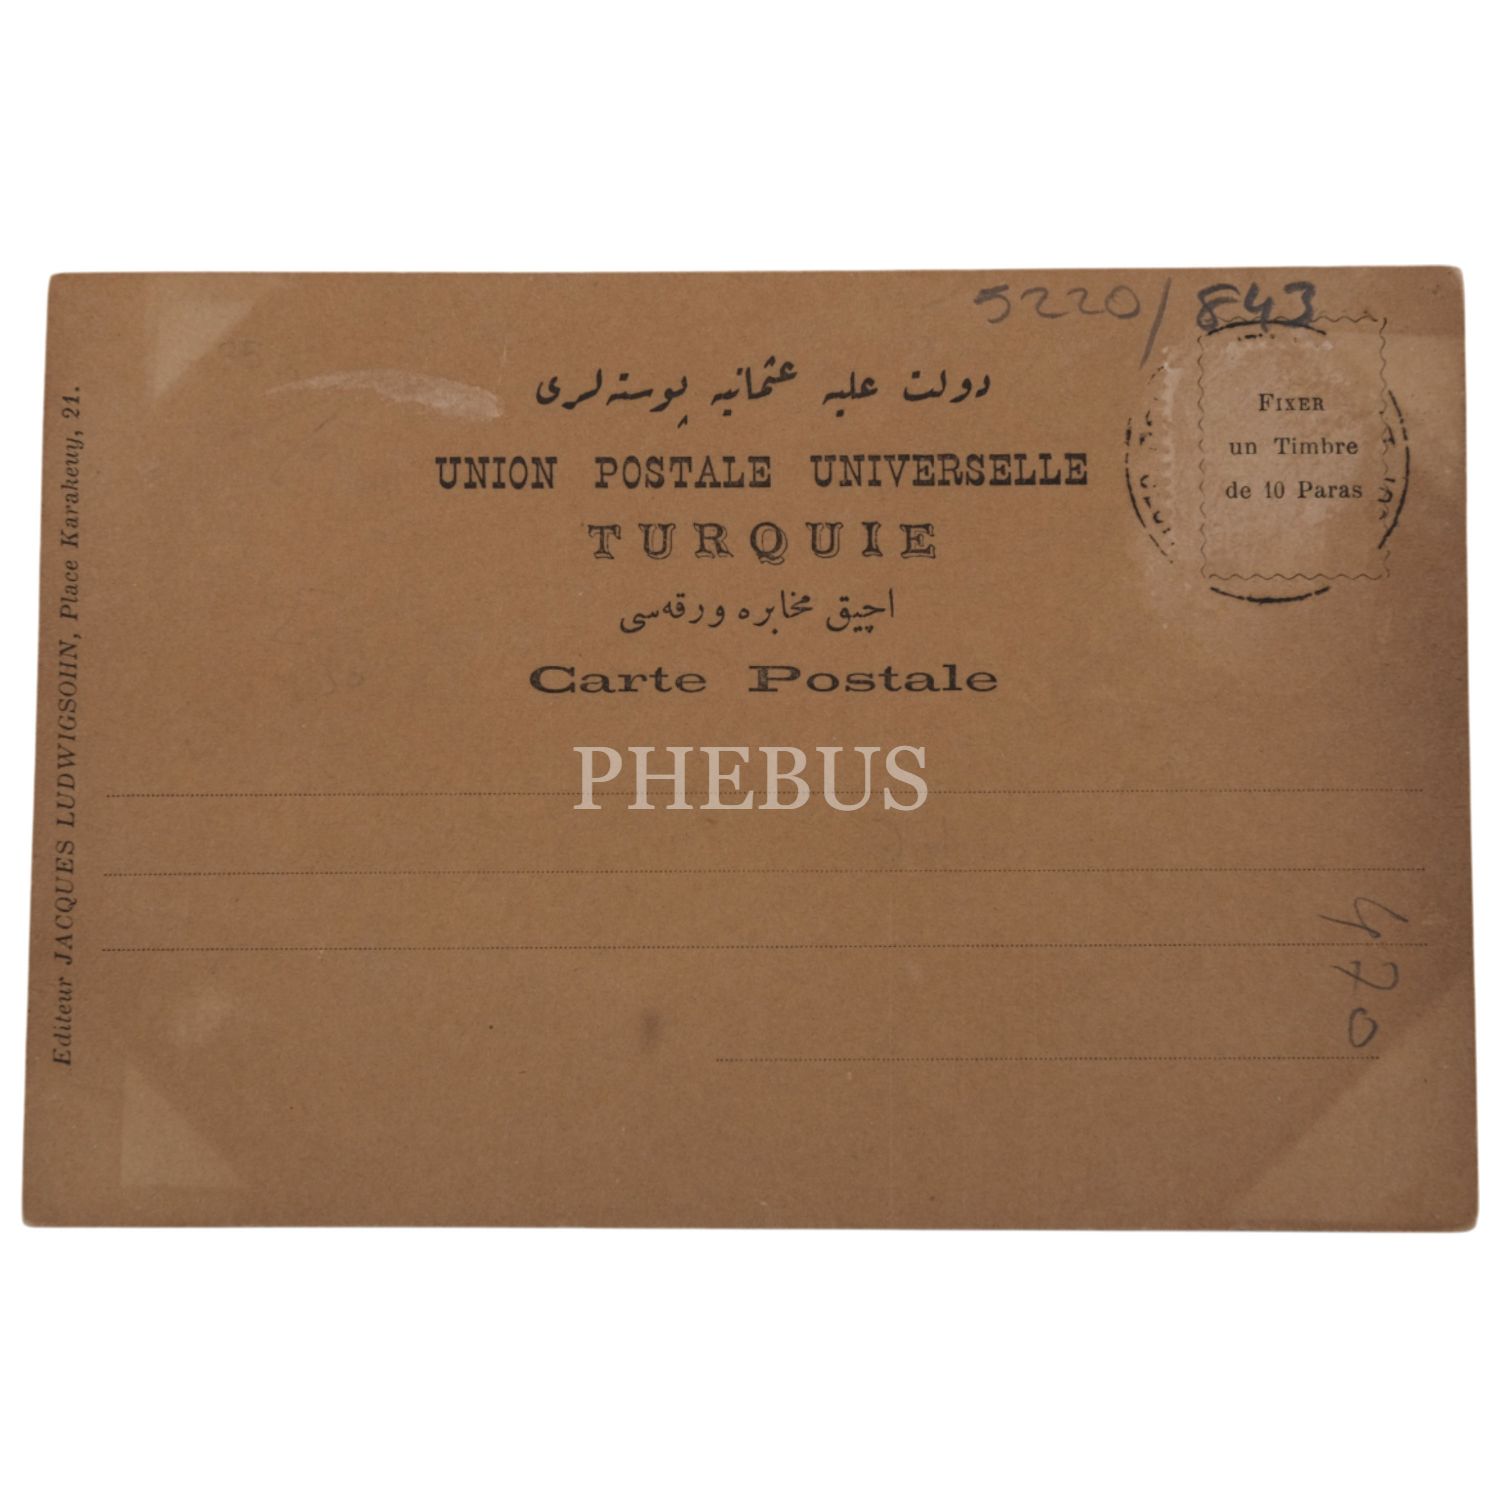 5220/843
دولت علیه عثمانیه پوسته‌لری
UNION POSTALE UNIVERSELLE
TURQUIE
آچیق مخابره ورقه‌سی
Carte Postale
FIXER
un Timbre
de 10 Paras
Editeur JACQUES LUDWIGSOHN, Place Karakeuy, 21.
PHEBUS
470